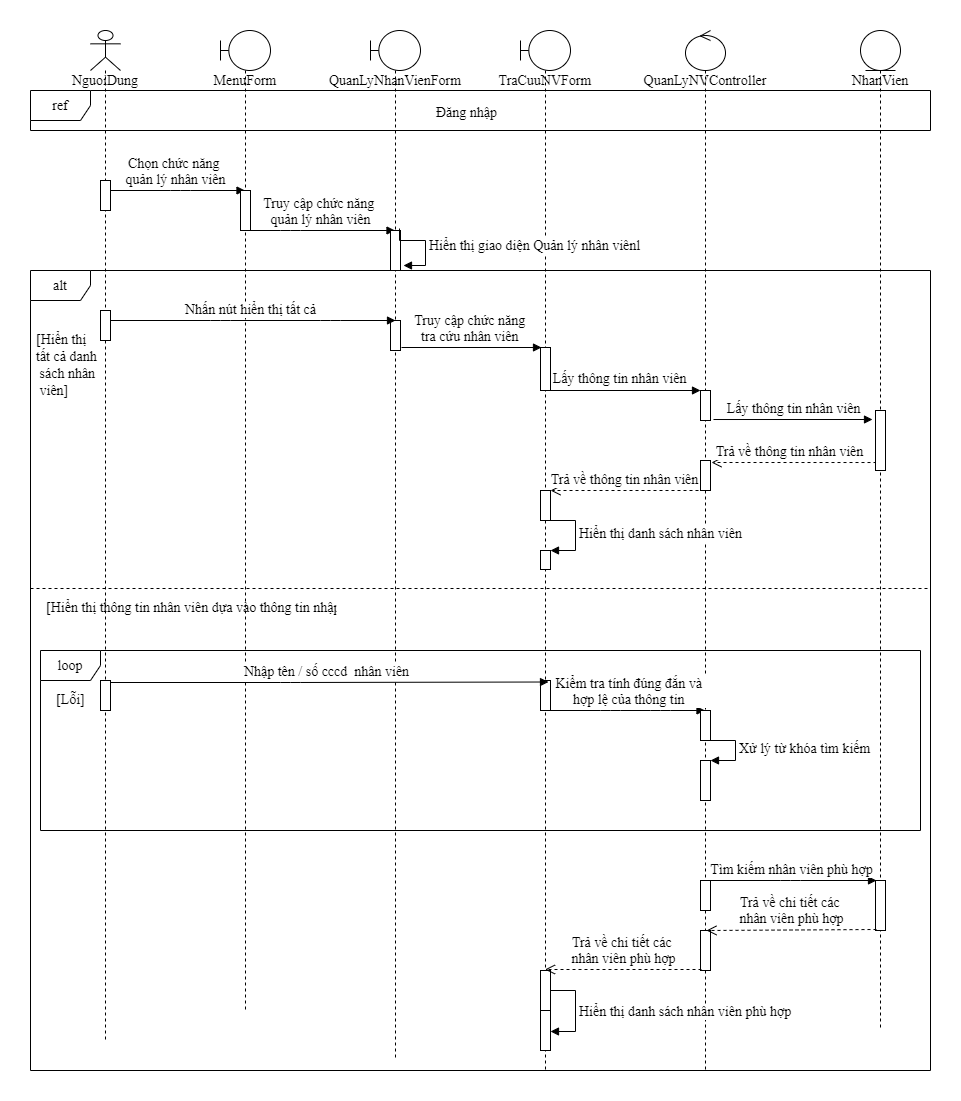 NguoiDung
MenuForm
QuanLyNhanVienForm
TraCuuNVForm
QuanLyNVController
NhanVien
ref
Đăng nhập
Chọn chức năng
quản lý nhân viên
Truy cập chức năng
quản lý nhân viên
Hiển thị giao diện Quản lý nhân viênl
alt
Nhấn nút hiển thị tất cả
Truy cập chức năng
tra cứu nhân viên
[Hiển thị
tất cả danh
sách nhân
viên]
Lấy thông tin nhân viên
Lấy thông tin nhân viên
Trả về thông tin nhân viên
Trả về thông tin nhân viên
Hiển thị danh sách nhân viên
[Hiển thị thông tin nhân viên dựa vào thông tin
loop
Nhập tên / số cccd nhân viên
Kiểm tra tính đúng đắn và
hợp lệ của thông tin
[Lỗi]
Xử lý từ khóa tìm kiếm
Tìm kiếm nhân viên phù hợp
Trả về chi tiết các
nhân viên phù hợp
Trả về chi tiết các
nhân viên phù hợp
Hiển thị danh sách nhân viên phù hợp